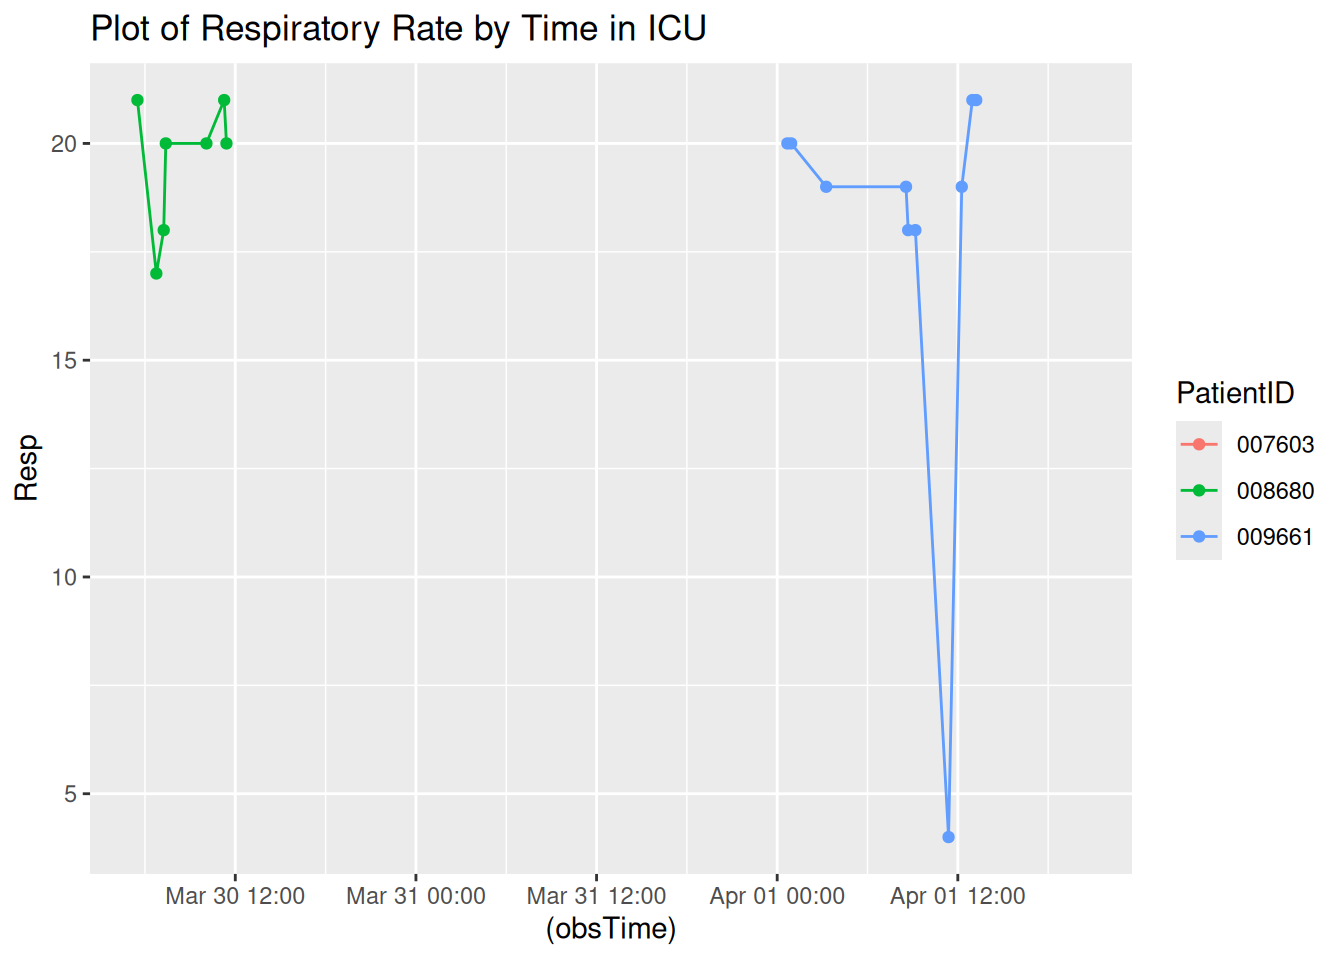 Plot of Respiratory Rate by Time in ICU
20
15
10
5
Resp
Mar 30 12:00 Mar 31 00:00 Mar 31 12:00 Apr 01 00:00 Apr 01 12:00
(obsTime)
PatientID
007603
008680
009661